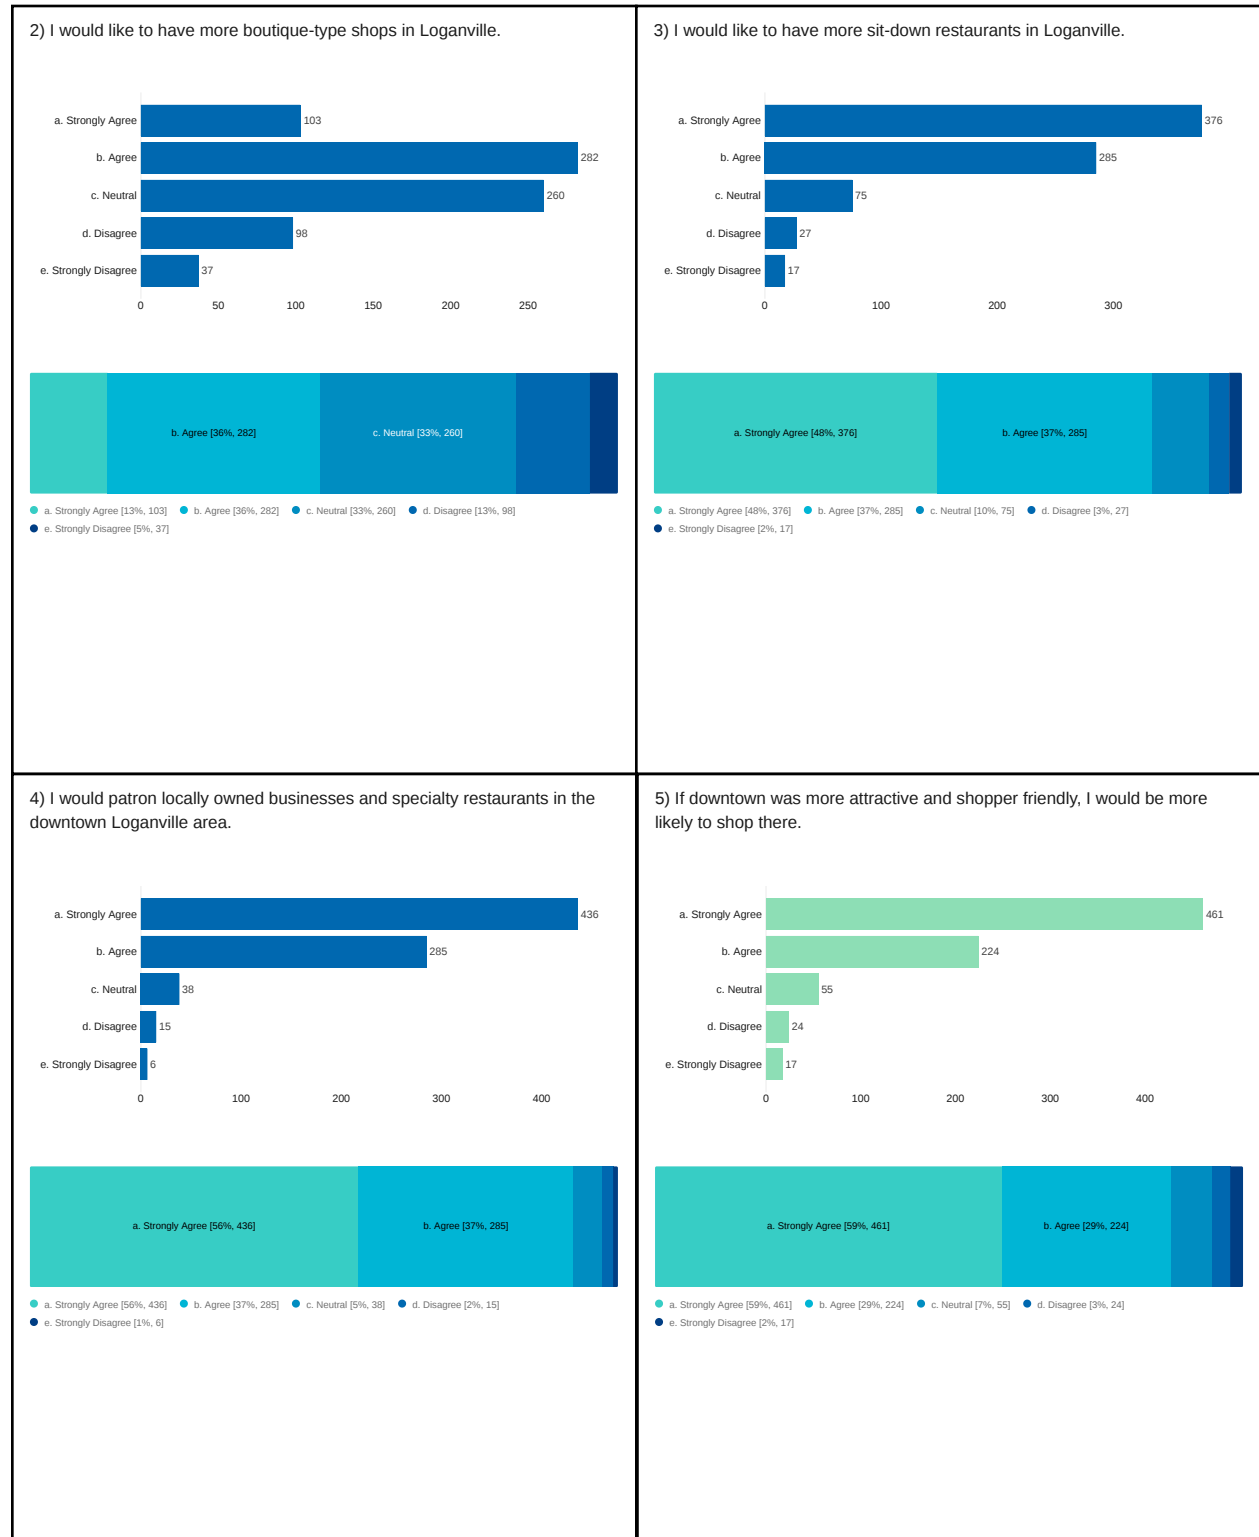 2) I would like to have more boutique-type shops in Loganville.
a. Strongly Agree
103
b. Agree
282
c. Neutral
260
d. Disagree
98
e. Strongly Disagree
37
0 50 100 150 200 250
b. Agree [36%, 282] c. Neutral [33%, 260]
a. Strongly Agree [13%, 103] b. Agree [36%, 282] c. Neutral [33%, 260] d. Disagree [13%, 98]
e. Strongly Disagree [5%, 37]
3) I would like to have more sit-down restaurants in Loganville.
a. Strongly Agree
376
b. Agree
285
c. Neutral
75
d. Disagree
27
e. Strongly Disagree
17
0 100 200 300
a. Strongly Agree [48%, 376] b. Agree [37%, 285]
a. Strongly Agree [48%, 376] b. Agree [37%, 285] c. Neutral [10%, 75] d. Disagree [3%, 27]
e. Strongly Disagree [2%, 17]
4) I would patron locally owned businesses and specialty restaurants in the
downtown Loganville area.
a. Strongly Agree
436
b. Agree
285
c. Neutral
38
d. Disagree
15
e. Strongly Disagree
6
0 100 200 300 400
a. Strongly Agree [56%, 436] b. Agree [37%, 285]
a. Strongly Agree [56%, 436] b. Agree [37%, 285] c. Neutral [5%, 38] d. Disagree [2%, 15]
e. Strongly Disagree [1%, 6]
5) If downtown was more attractive and shopper friendly, I would be more
likely to shop there.
a. Strongly Agree
461
b. Agree
224
c. Neutral
55
d. Disagree
24
e. Strongly Disagree
17
0 100 200 300 400
a. Strongly Agree [59%, 461] b. Agree [29%, 224]
a. Strongly Agree [59%, 461] b. Agree [29%, 224] c. Neutral [7%, 55] d. Disagree [3%, 24]
e. Strongly Disagree [2%, 17]